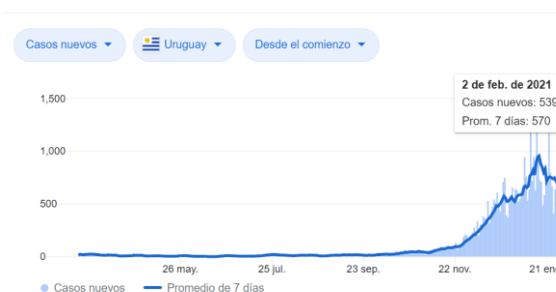 Casos nuevos
Uruguay
Desde el comienzo
2 de feb. de 2021
Casos nuevos: 539
Prom. 7 días: 570
1,500
1,000
500
0
26 may.
25 jul.
23 sep.
22 nov.
21 ene
Casos nuevos
Promedio de 7 días